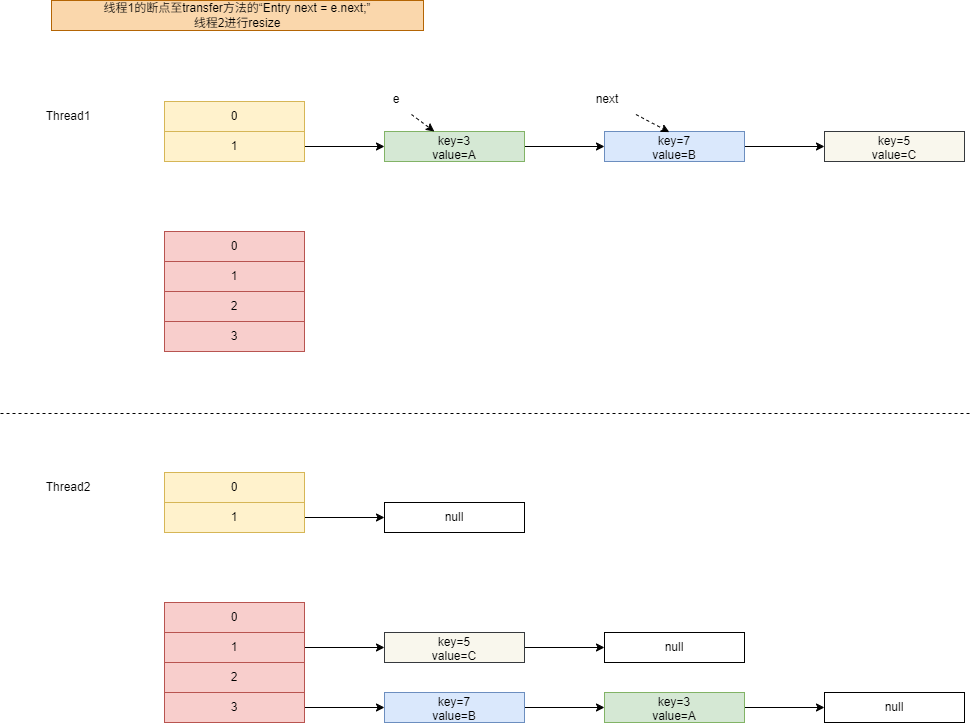 线程1的断点至transfer方法的“Entry next = e.next;”
线程2进行resize
e
next
Thread1
0
1
key=3
value=A
key=7
value=B
key=5
value=C
0
1
2
3
Thread2
0
1
null
0
1
key=5
value=C
null
2
3
key=7
value=B
key=3
value=A
null